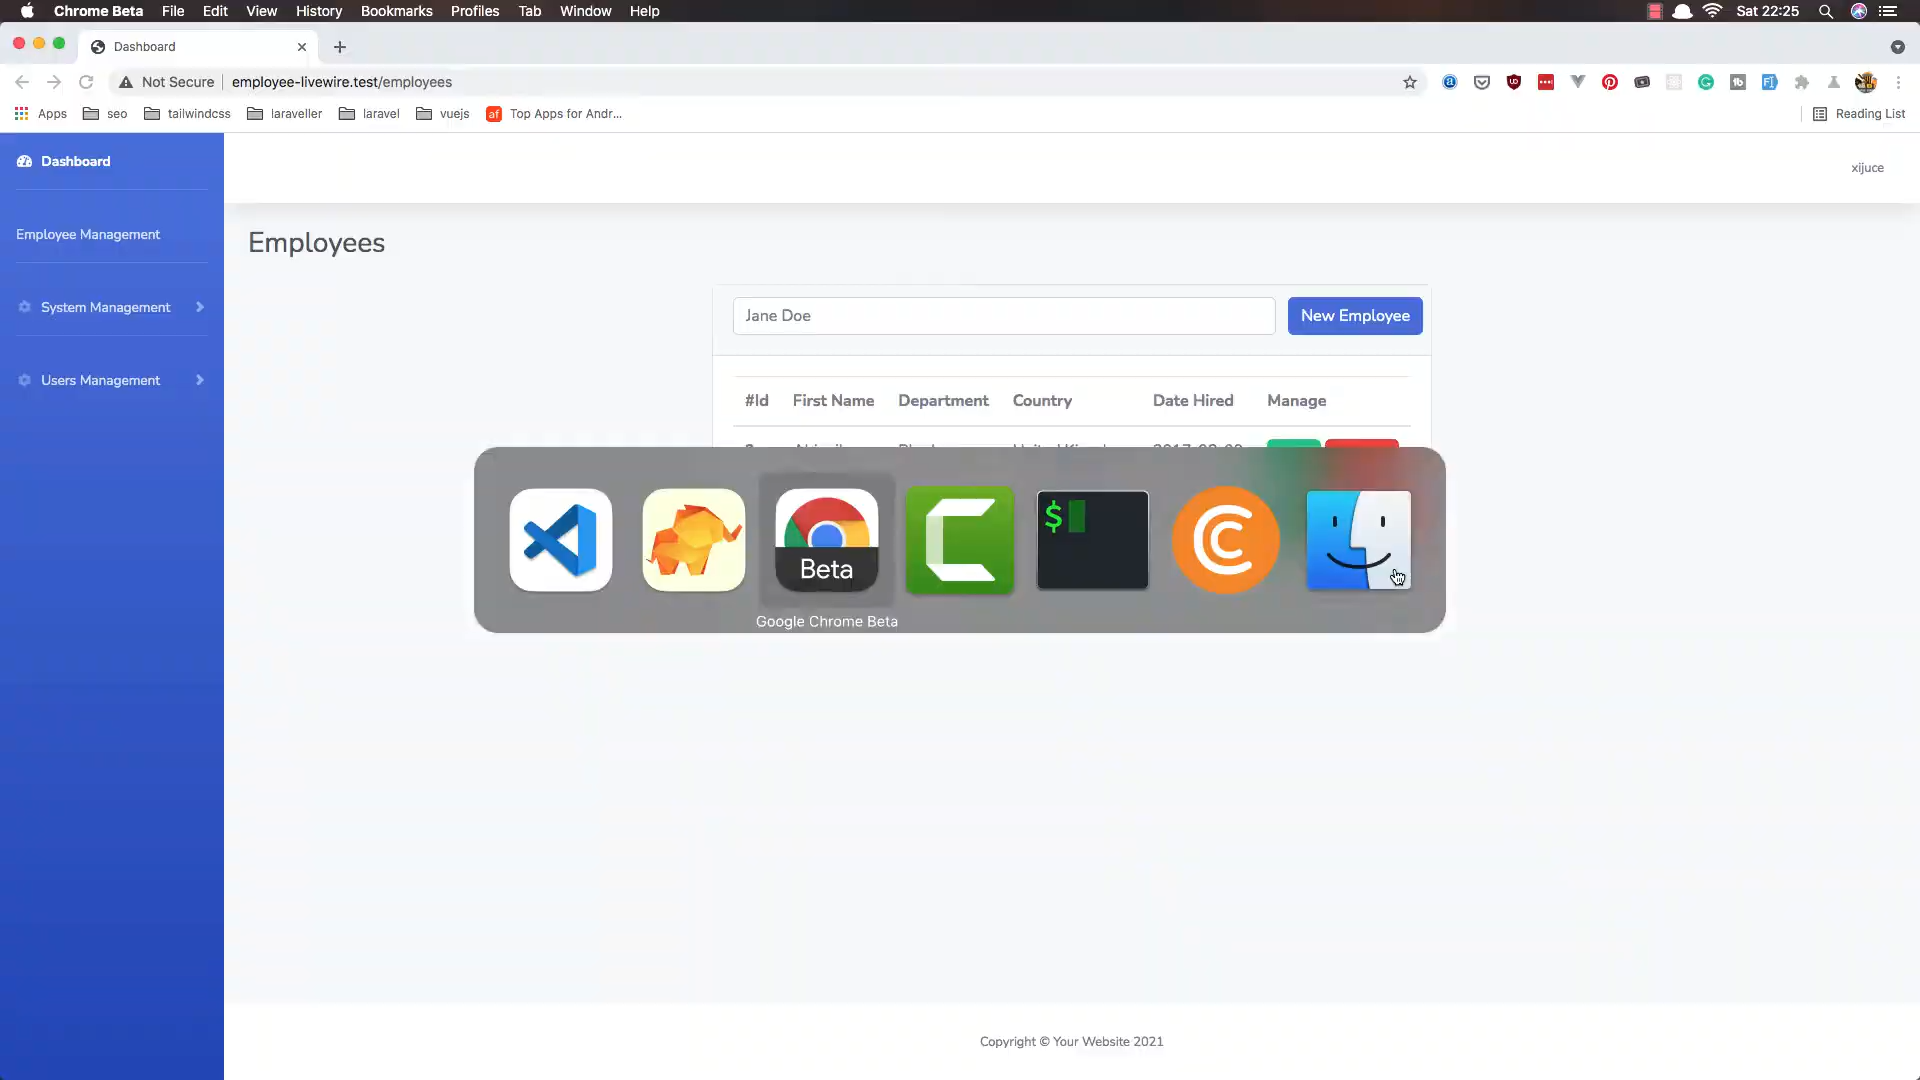 Chrome Beta File Edit View History Bookmarks Profiles Tab Window Help Sat 22:25
Dashboard
Not Secure employee-livewire.test/employees
Apps seo tailwindcss laraveller laravel vuejs Top Apps for Andr... Reading List
Dashboard
xijuce
Employee Management
Employees
System Management
Jane Doe New Employee
Users Management
#Id First Name Department Country Date Hired Manage
$
Beta
Google Chrome Beta
Copyright © Your Website 2021